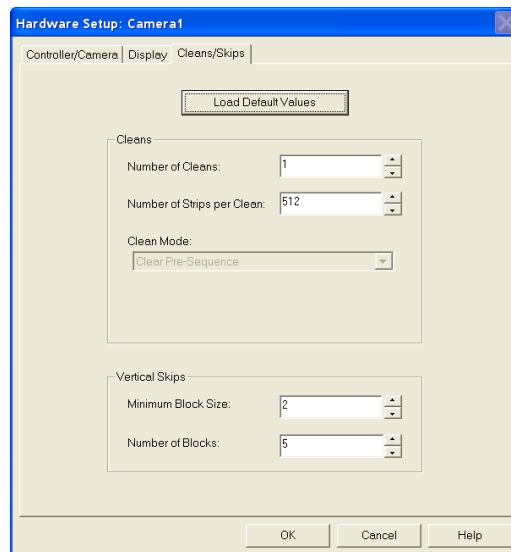 Hardware Setup: Camera1
Controller/Camera Display Cleans/Skips
Load Default Values
Cleans
Number of Cleans: 1
Number of Strips per Clean: 512
Clean Mode:
Clear Pre-Sequence
Vertical Skips
Minimum Block Size: 2
Number of Blocks: 5
OK Cancel Help